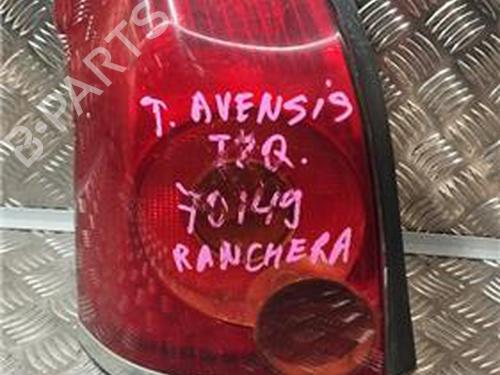 B-PARTS
T. AVENSIS
IZQ.
70149
RANCHERA